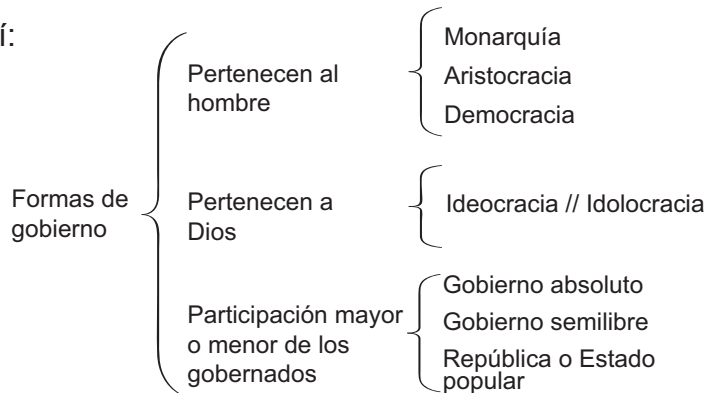 í:
Formas de
gobierno
Pertenecen al
hombre
Monarquía
Aristocracia
Democracia
Pertenecen a
Dios
Ideocracia // Idolocracia
Participación mayor
o menor de los
gobernados
Gobierno absoluto
Gobierno semilibre
República o Estado
popular